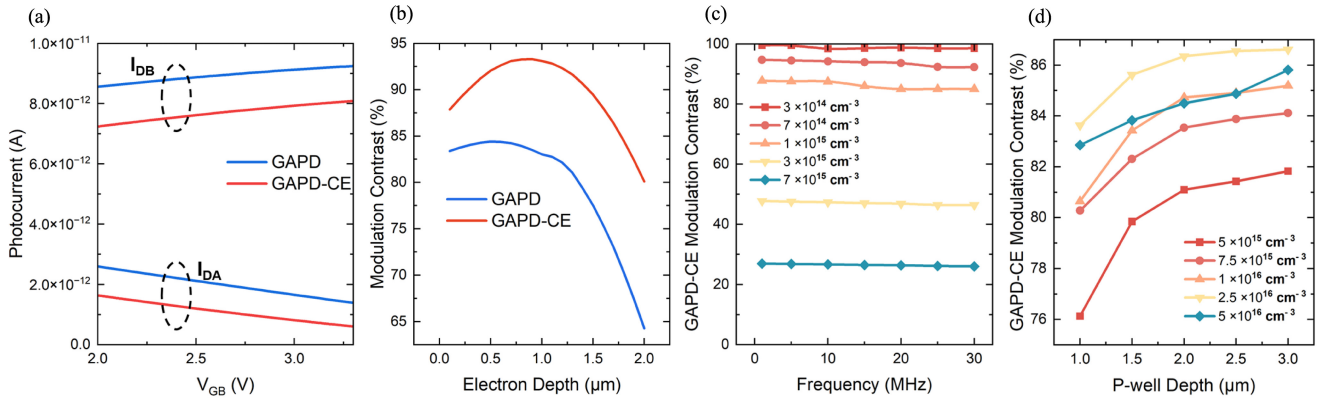 (a)
1.0×10⁻¹¹
8.0×10⁻¹²
6.0×10⁻¹²
4.0×10⁻¹²
2.0×10⁻¹²
0.0
Photocurrent (A)
I_DB
GAPD
GAPD-CE
I_DA
2.0 2.5 3.0
V_GB (V)
(b)
95
90
85
80
75
70
65
Modulation Contrast (%)
GAPD
GAPD-CE
0.0 0.5 1.0 1.5 2.0
Electron Depth (μm)
(c)
100
80
60
40
20
0
GAPD-CE Modulation Contrast (%)
3 ×10¹⁴ cm⁻³
7 ×10¹⁴ cm⁻³
1 ×10¹⁵ cm⁻³
3 ×10¹⁵ cm⁻³
7 ×10¹⁵ cm⁻³
0 10 20 30
Frequency (MHz)
(d)
86
84
82
80
78
76
GAPD-CE Modulation Contrast (%)
5 ×10¹⁵ cm⁻³
7.5 ×10¹⁵ cm⁻³
1 ×10¹⁶ cm⁻³
2.5 ×10¹⁶ cm⁻³
5 ×10¹⁶ cm⁻³
1.0 1.5 2.0 2.5 3.0
P-well Depth (μm)